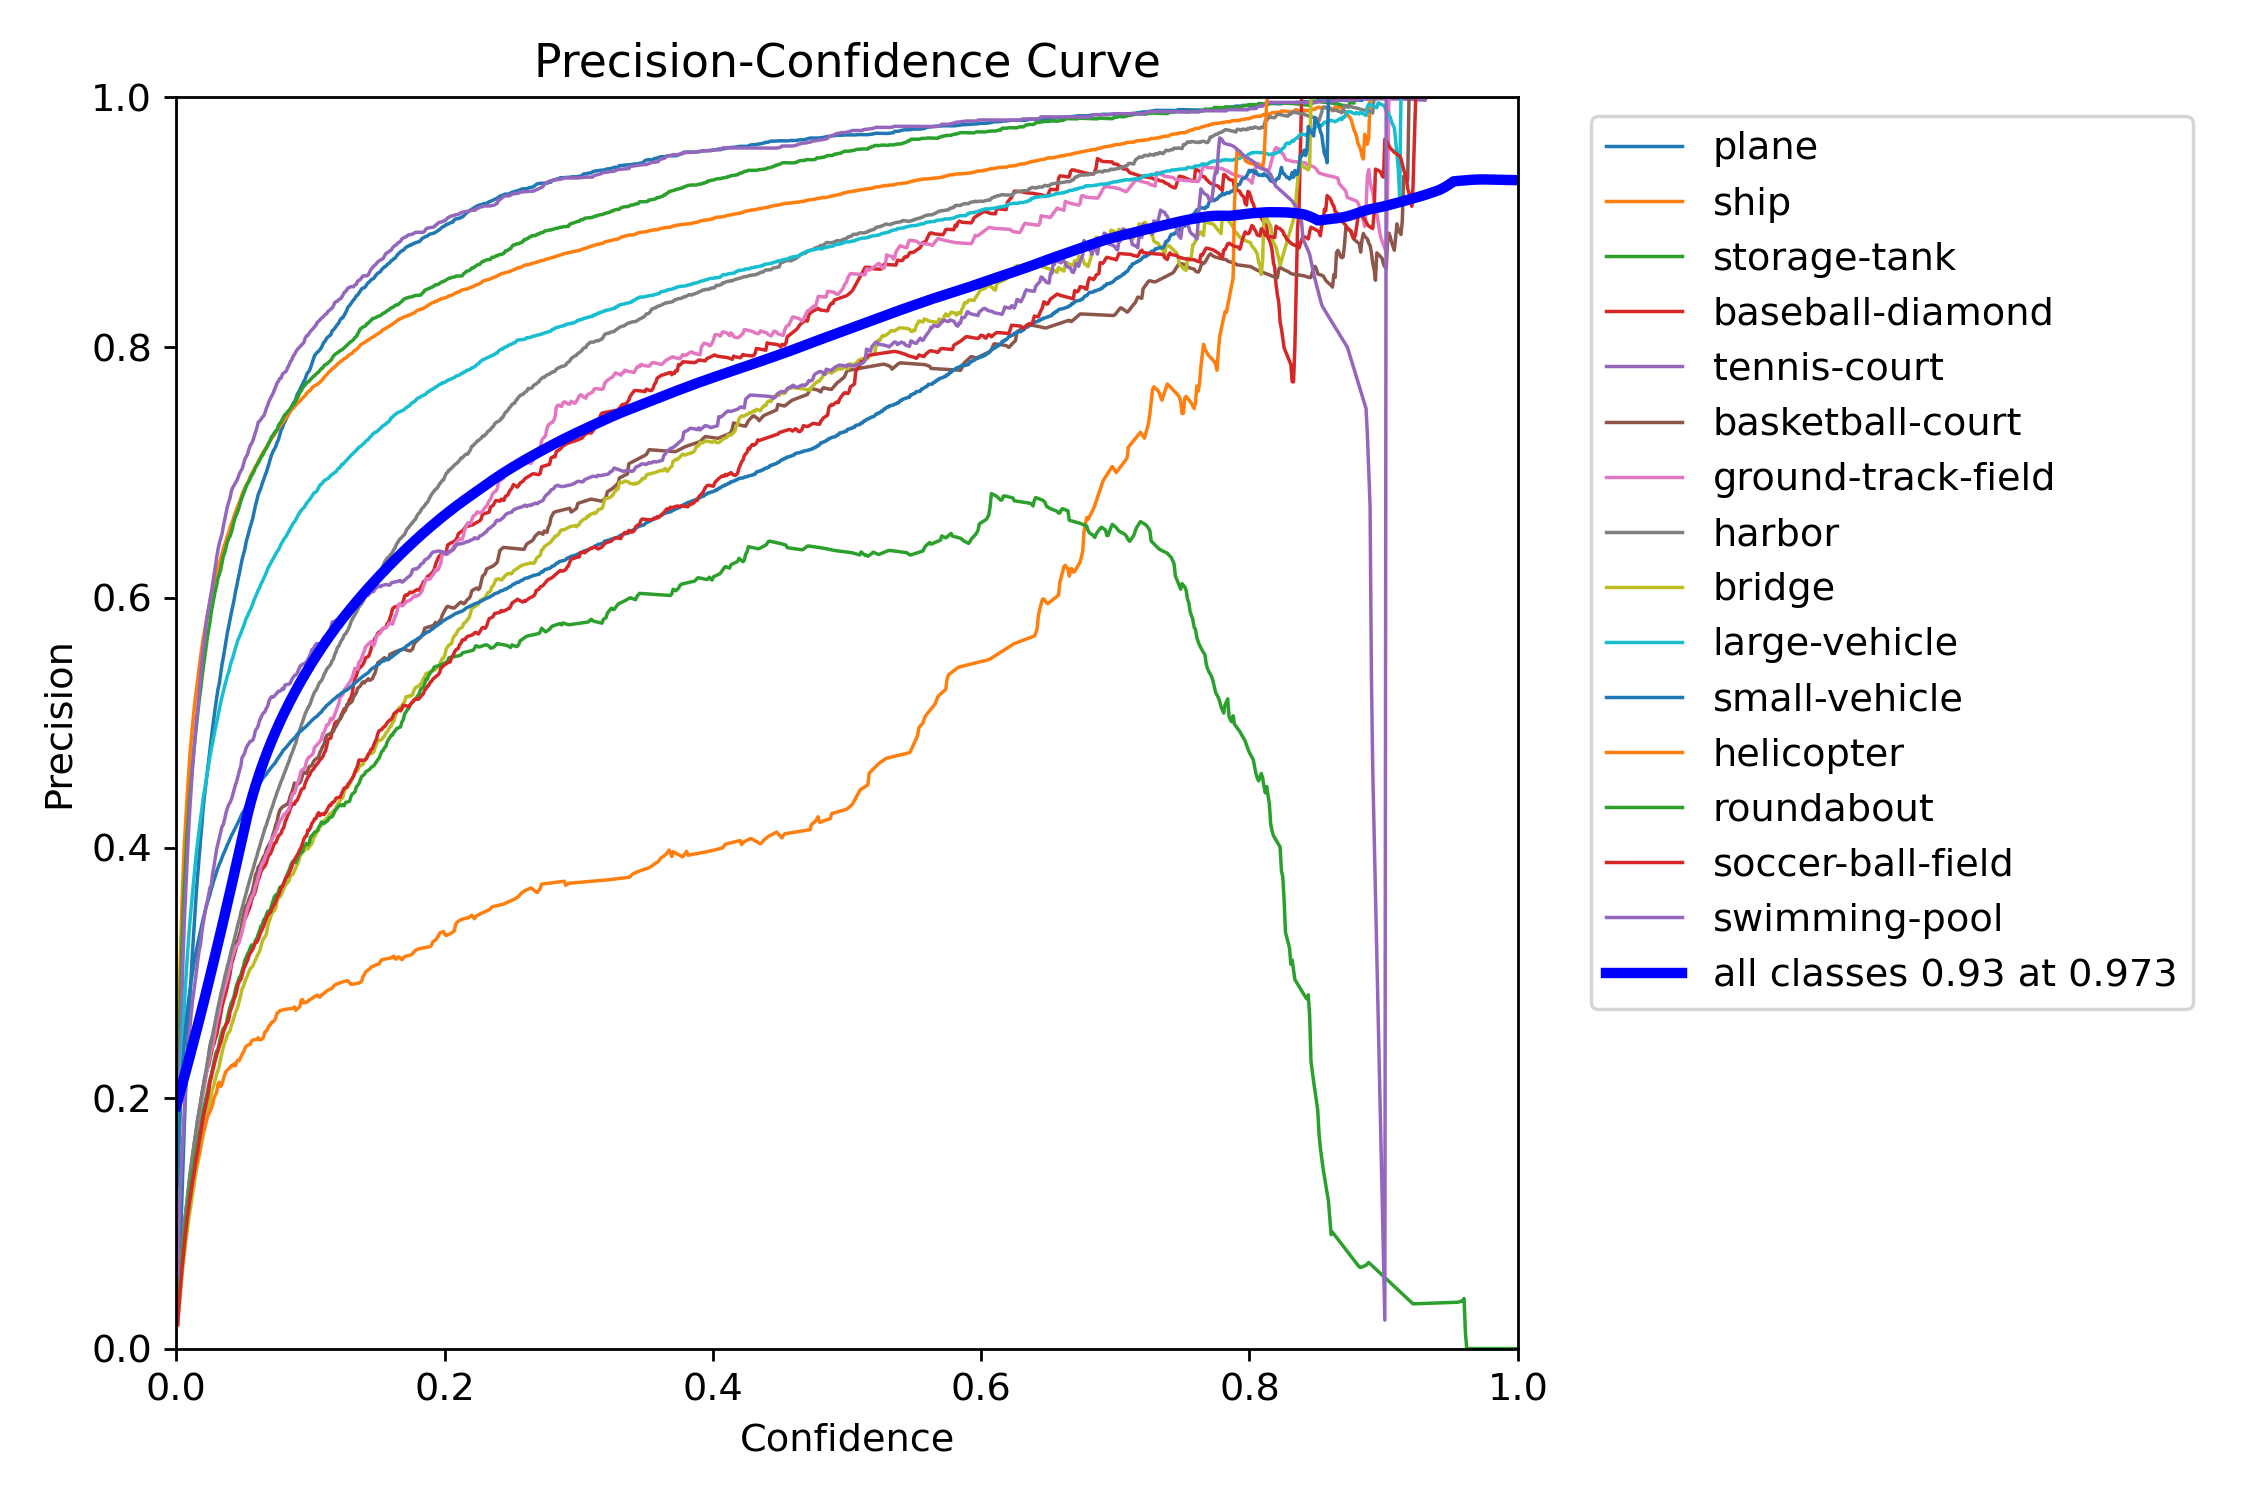 Precision-Confidence Curve
1.0
0.8
0.6
0.4
0.2
0.0
Precision
0.0 0.2 0.4 0.6 0.8 1.0
Confidence
plane
ship
storage-tank
baseball-diamond
tennis-court
basketball-court
ground-track-field
harbor
bridge
large-vehicle
small-vehicle
helicopter
roundabout
soccer-ball-field
swimming-pool
all classes 0.93 at 0.973